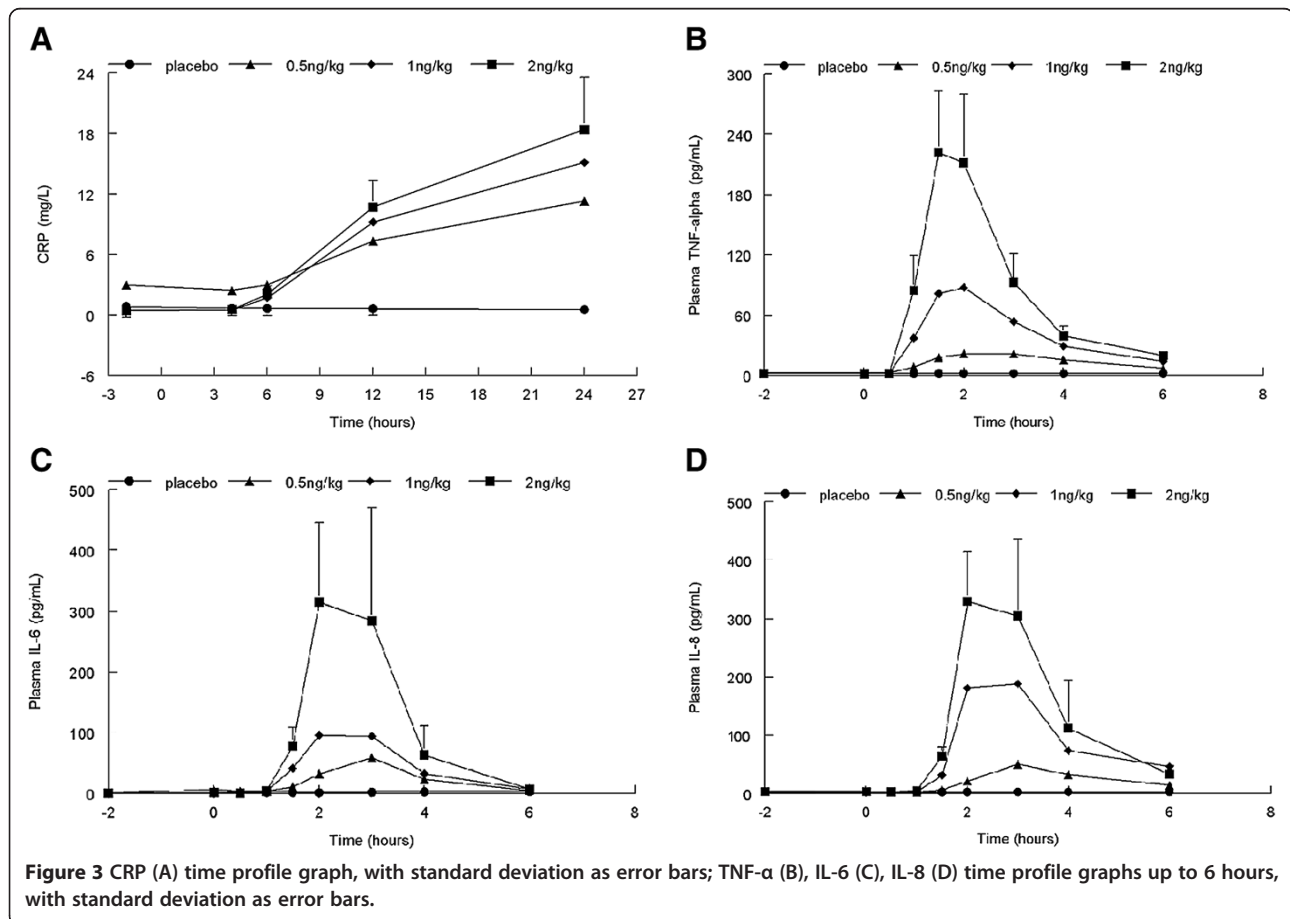 A
placebo 0.5ng/kg 1ng/kg 2ng/kg
24
18
12
6
0
-6
CRP (mg/L)
-3 0 3 6 9 12 15 18 21 24 27
Time (hours)
B
placebo 0.5ng/kg 1ng/kg 2ng/kg
300
240
180
120
60
0
Plasma TNF-alpha (pg/mL)
-2 0 2 4 6 8
Time (hours)
C
placebo 0.5ng/kg 1ng/kg 2ng/kg
500
400
300
200
100
0
Plasma IL-6 (pg/mL)
-2 0 2 4 6 8
Time (hours)
D
placebo 0.5ng/kg 1ng/kg 2ng/kg
500
400
300
200
100
0
Plasma IL-8 (pg/mL)
-2 0 2 4 6 8
Time (hours)
Figure 3 CRP (A) time profile graph, with standard deviation as error bars; TNF-α (B), IL-6 (C), IL-8 (D) time profile graphs up to 6 hours,
with standard deviation as error bars.